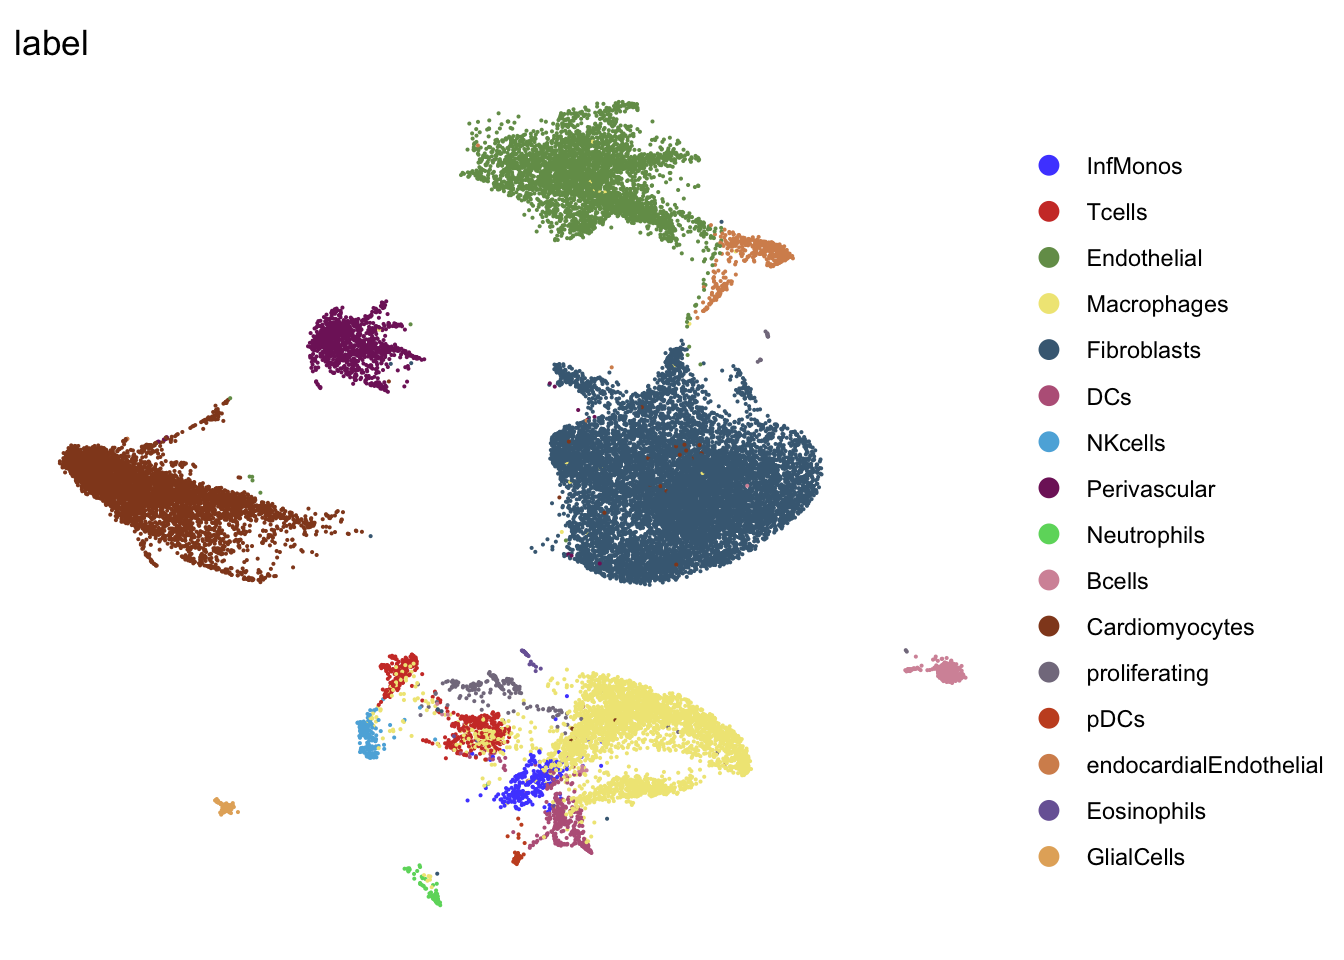 label
InfMonos
Tcells
Endothelial
Macrophages
Fibroblasts
DCs
NKcells
Perivascular
Neutrophils
Bcells
Cardiomyocytes
proliferating
pDCs
endocardialEndothelial
Eosinophils
GlialCells